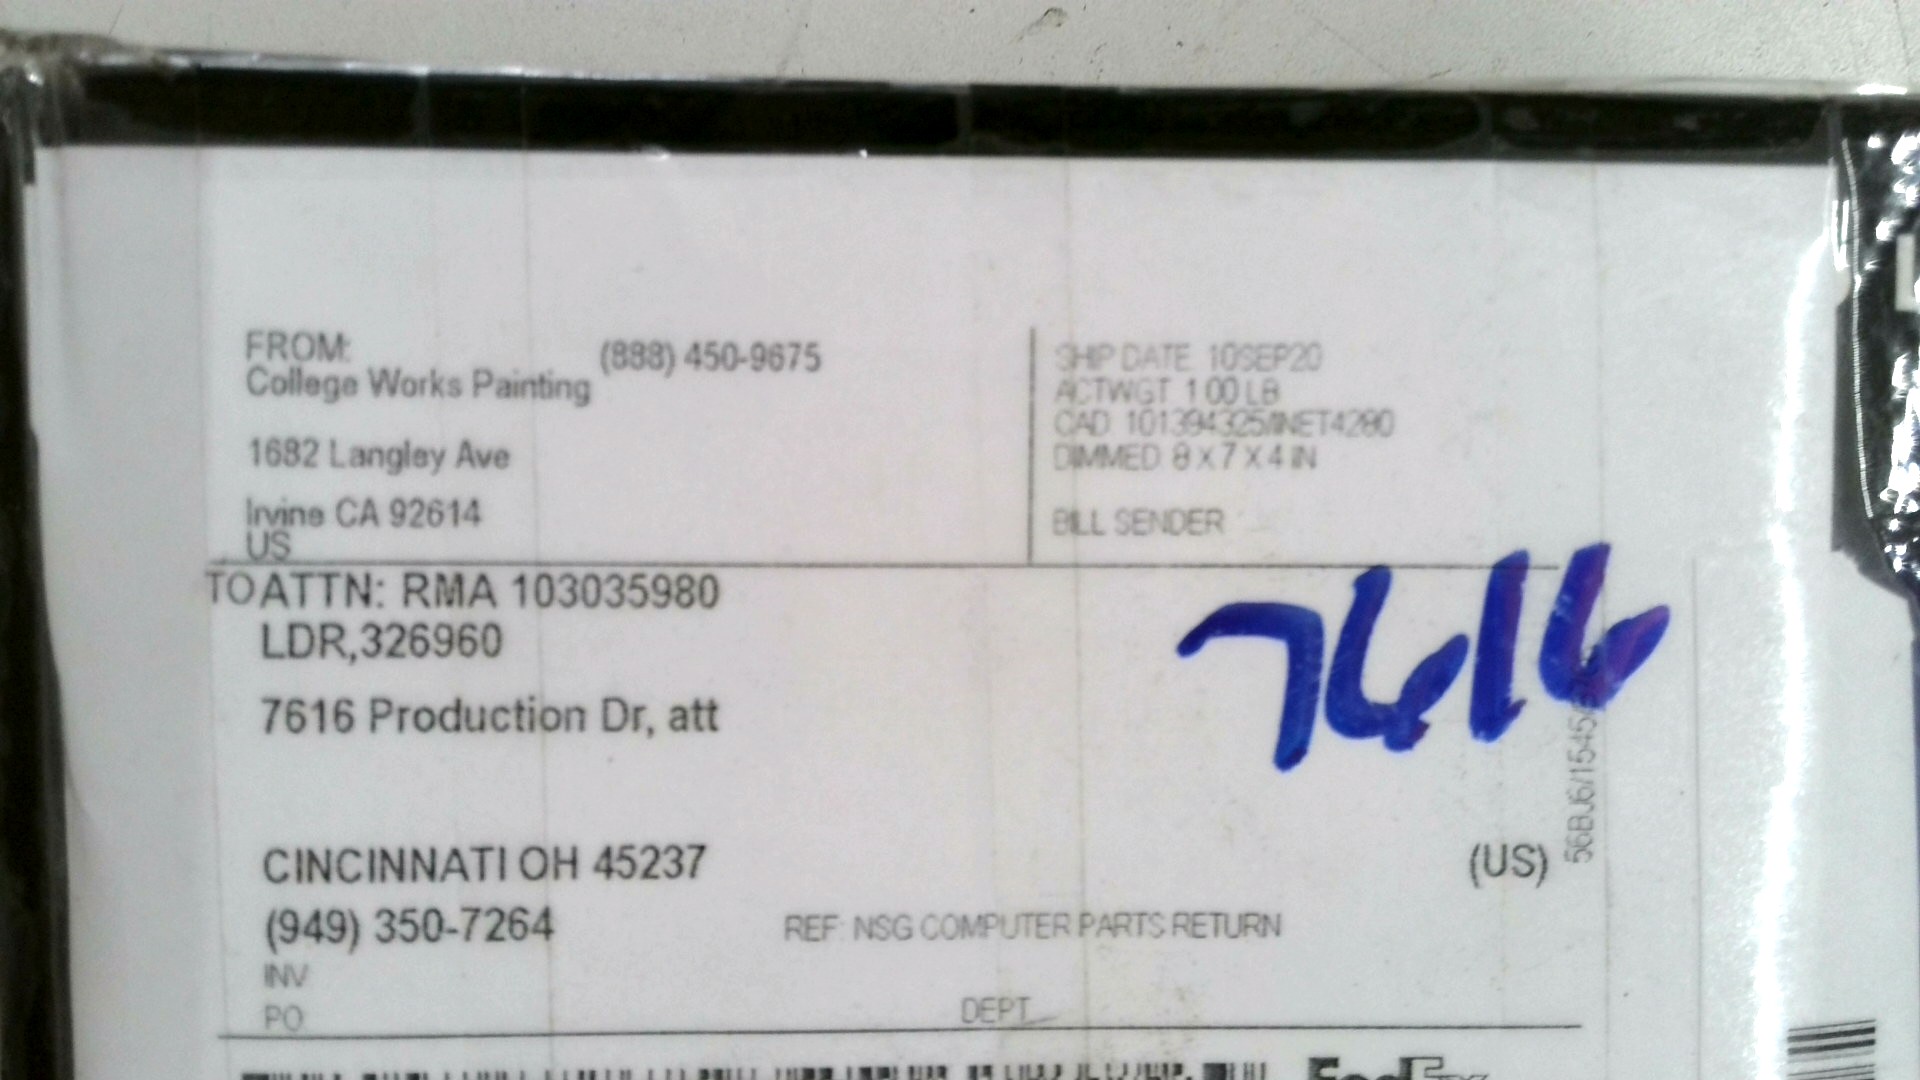 FROM:
(888) 450-9675
College Works Painting
1682 Langley Ave
Irvine CA 92614
US
SHIP DATE 10SEP20
ACTWGT 1.00 LB
CAD 101394325/INET4280
DIMMED 8 X 7 X 4 IN
BILL SENDER
TO ATTN: RMA 103035980
LDR,326960
7616 Production Dr, att
7616
CINCINNATI OH 45237
(US)
(949) 350-7264
REF: NSG COMPUTER PARTS RETURN
INV
PO
DEPT
FedEx